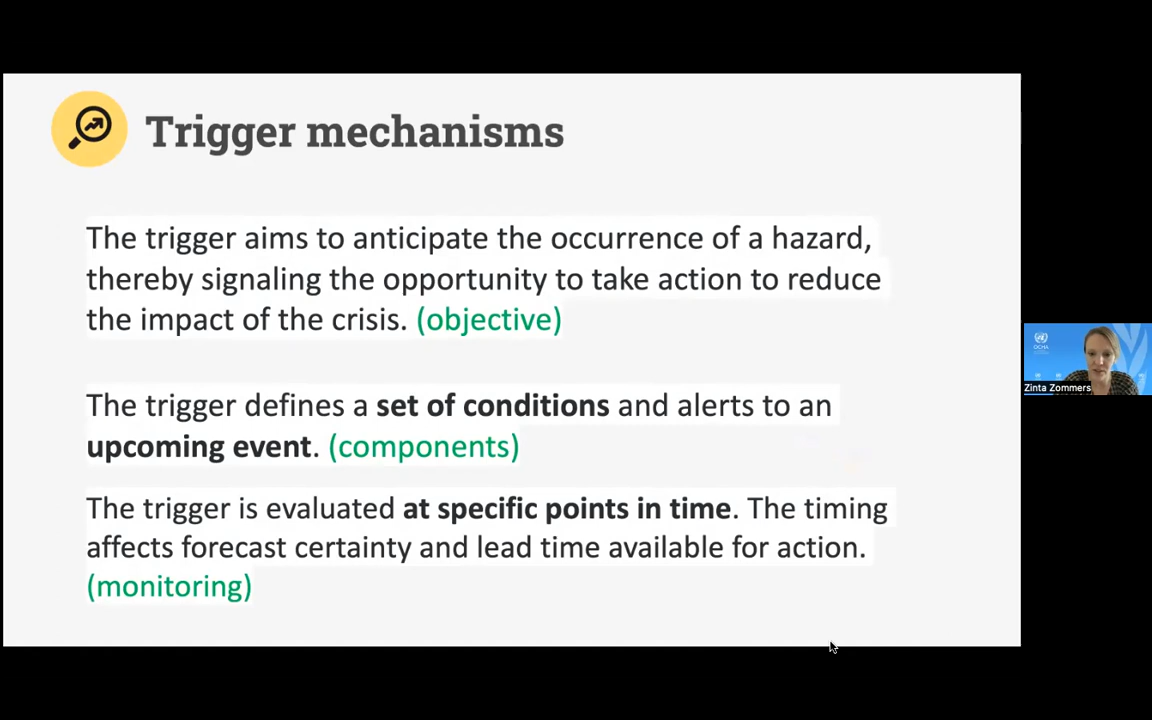 Trigger mechanisms
The trigger aims to anticipate the occurrence of a hazard,
thereby signaling the opportunity to take action to reduce
the impact of the crisis. (objective)
The trigger defines a set of conditions and alerts to an
upcoming event. (components)
The trigger is evaluated at specific points in time. The timing
affects forecast certainty and lead time available for action.
(monitoring)
OCHA
Zinta Zommers